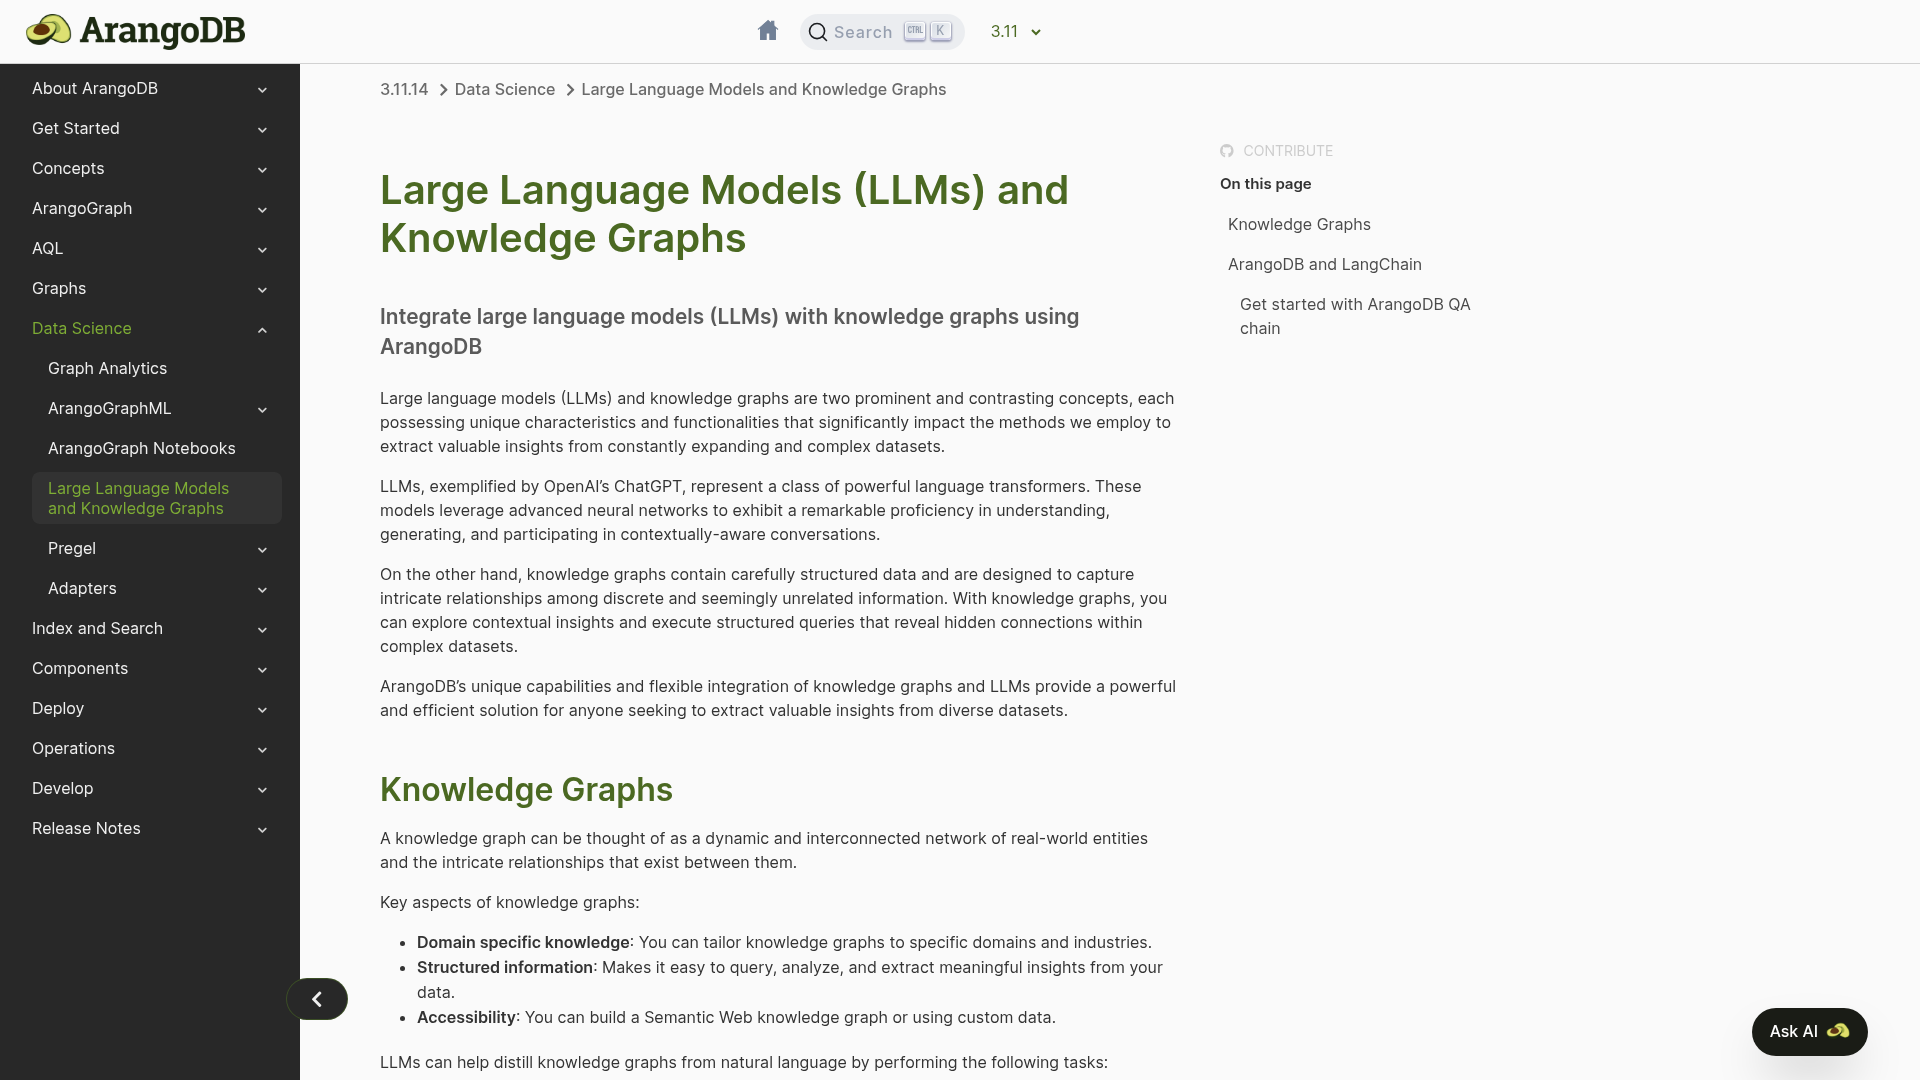 ArangoDB
Search CTRL K
3.11
About ArangoDB
Get Started
Concepts
ArangoGraph
AQL
Graphs
Data Science
Graph Analytics
ArangoGraphML
ArangoGraph Notebooks
Large Language Models
and Knowledge Graphs
Pregel
Adapters
Index and Search
Components
Deploy
Operations
Develop
Release Notes
3.11.14 Data Science Large Language Models and Knowledge Graphs
Large Language Models (LLMs) and
Knowledge Graphs
Integrate large language models (LLMs) with knowledge graphs using
ArangoDB
Large language models (LLMs) and knowledge graphs are two prominent and contrasting concepts, each
possessing unique characteristics and functionalities that significantly impact the methods we employ to
extract valuable insights from constantly expanding and complex datasets.
LLMs, exemplified by OpenAI’s ChatGPT, represent a class of powerful language transformers. These
models leverage advanced neural networks to exhibit a remarkable proficiency in understanding,
generating, and participating in contextually-aware conversations.
On the other hand, knowledge graphs contain carefully structured data and are designed to capture
intricate relationships among discrete and seemingly unrelated information. With knowledge graphs, you
can explore contextual insights and execute structured queries that reveal hidden connections within
complex datasets.
ArangoDB’s unique capabilities and flexible integration of knowledge graphs and LLMs provide a powerful
and efficient solution for anyone seeking to extract valuable insights from diverse datasets.
Knowledge Graphs
A knowledge graph can be thought of as a dynamic and interconnected network of real-world entities
and the intricate relationships that exist between them.
Key aspects of knowledge graphs:
• Domain specific knowledge: You can tailor knowledge graphs to specific domains and industries.
• Structured information: Makes it easy to query, analyze, and extract meaningful insights from your
data.
• Accessibility: You can build a Semantic Web knowledge graph or using custom data.
LLMs can help distill knowledge graphs from natural language by performing the following tasks:
CONTRIBUTE
On this page
Knowledge Graphs
ArangoDB and LangChain
Get started with ArangoDB QA
chain
Ask AI